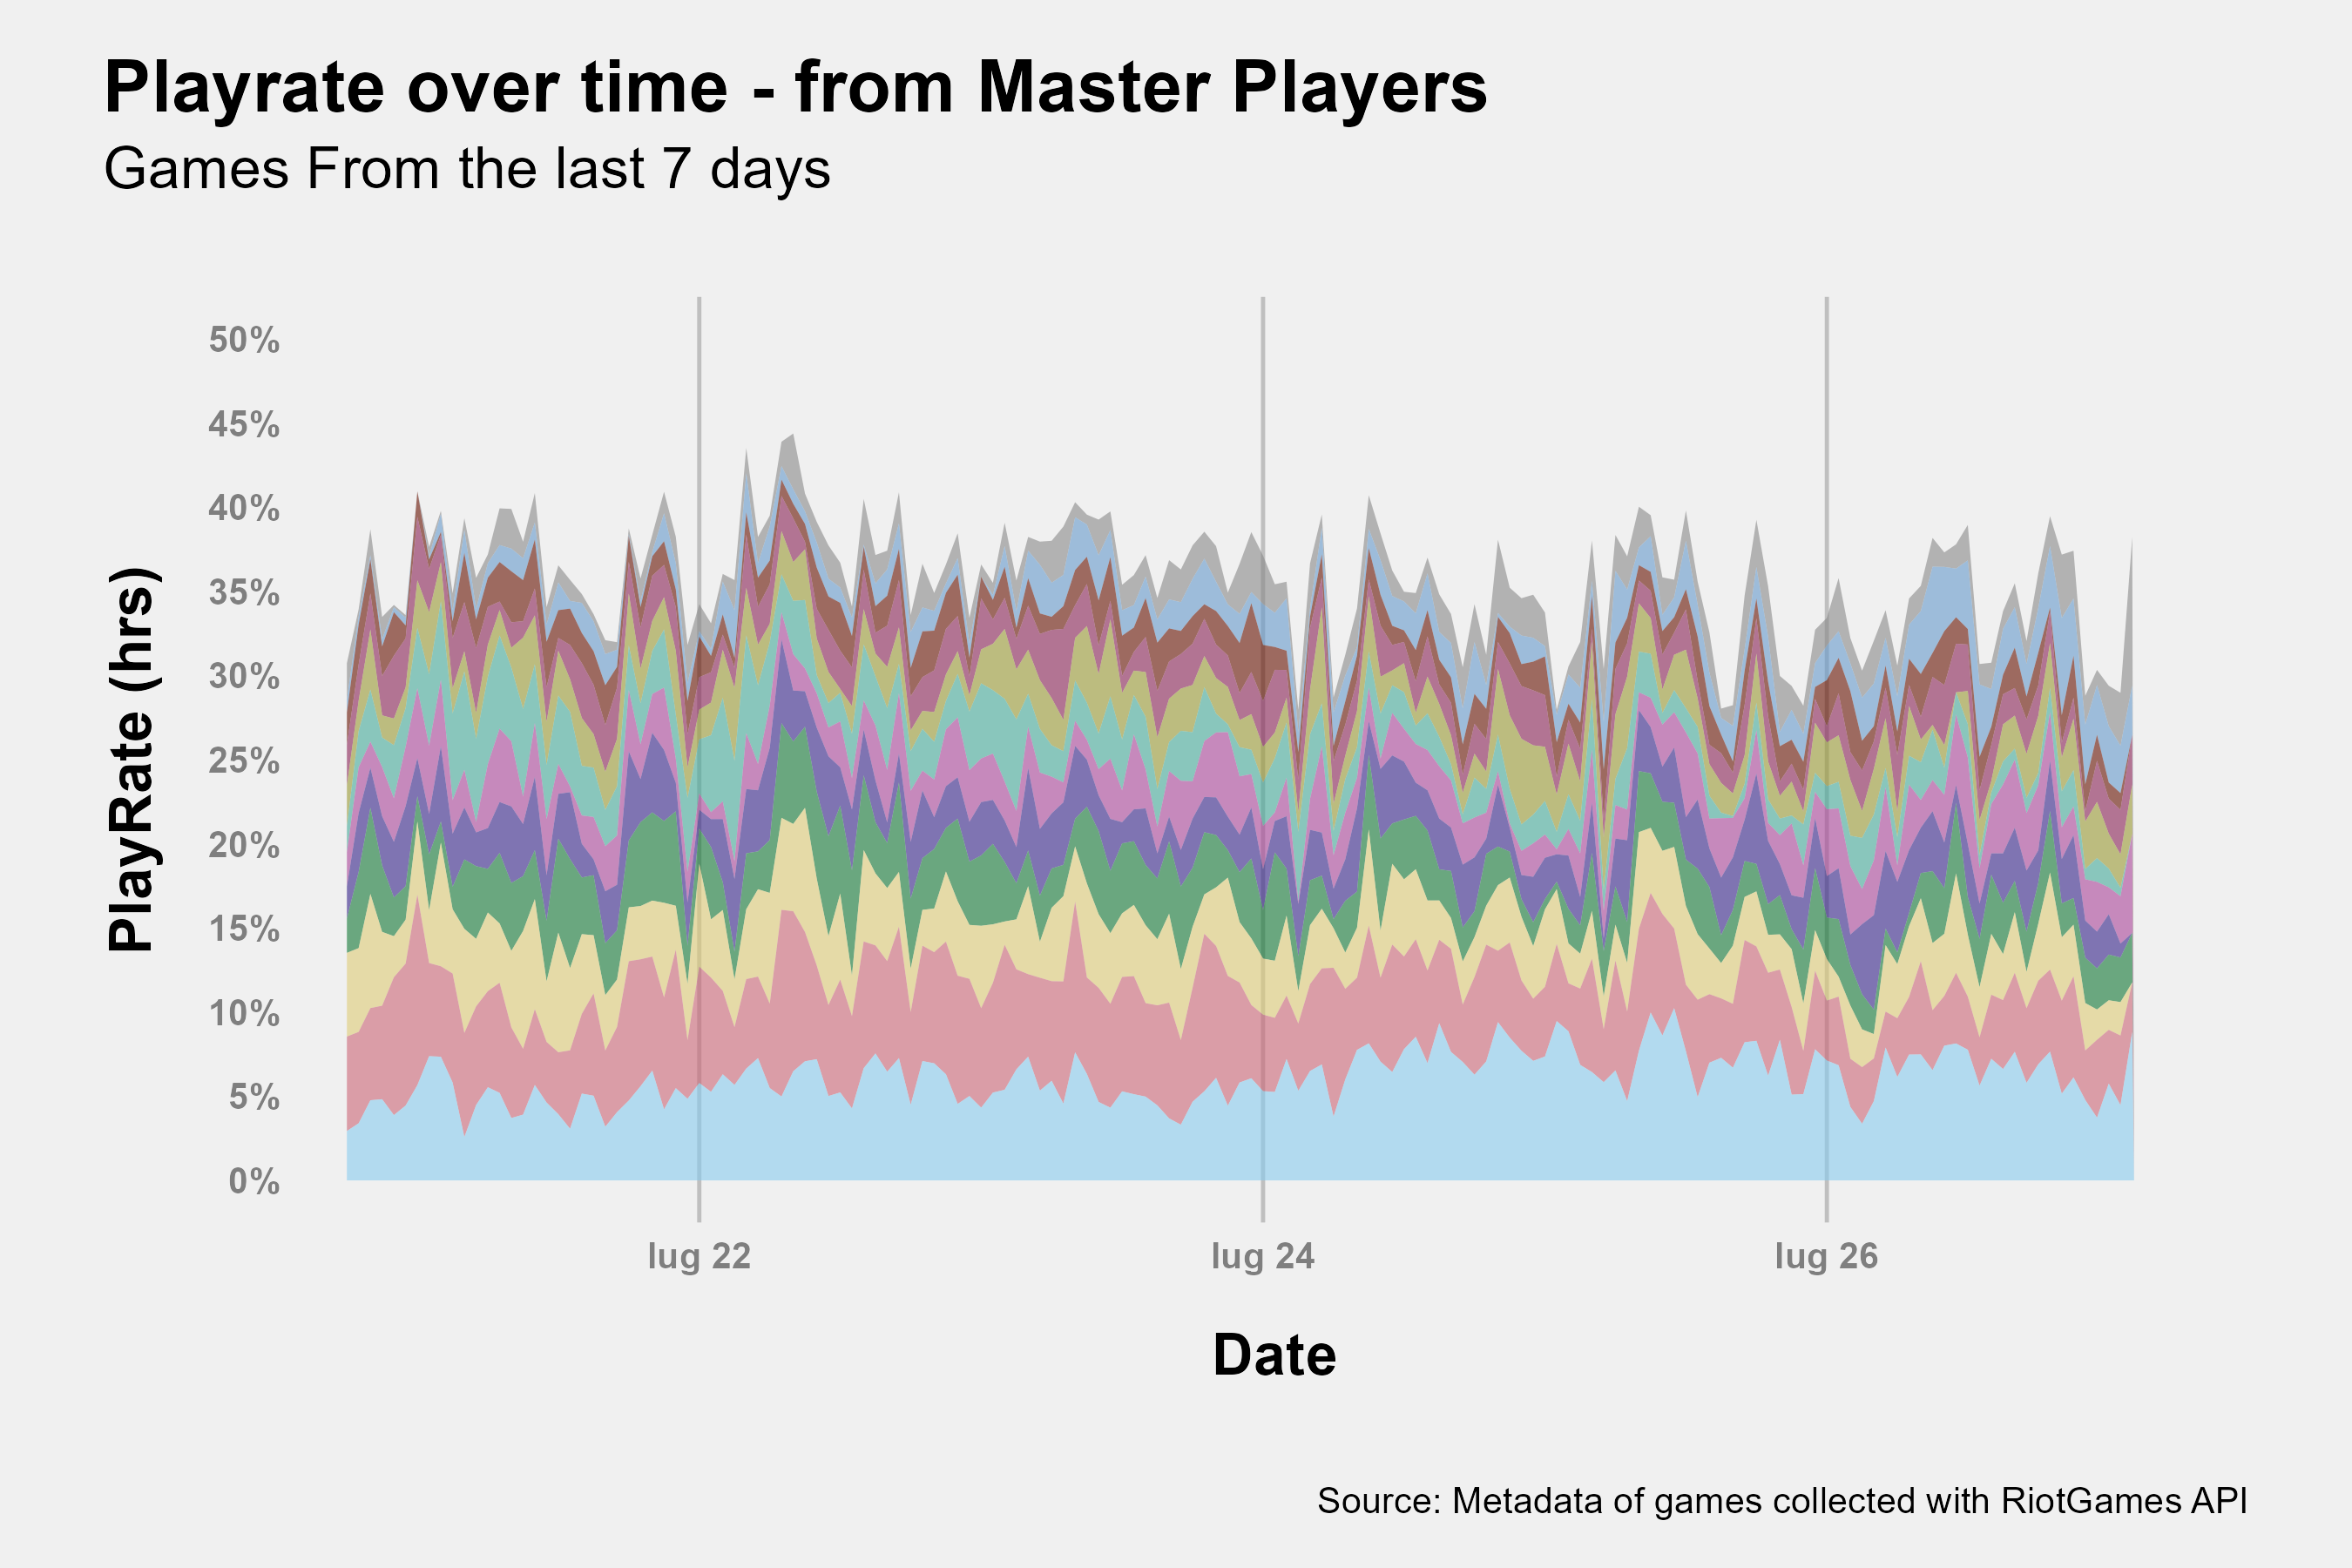 Playrate over time - from Master Players
Games From the last 7 days
PlayRate (hrs)
50%
45%
40%
35%
30%
25%
20%
15%
10%
5%
0%
lug 22
lug 24
lug 26
Date
Source: Metadata of games collected with RiotGames API